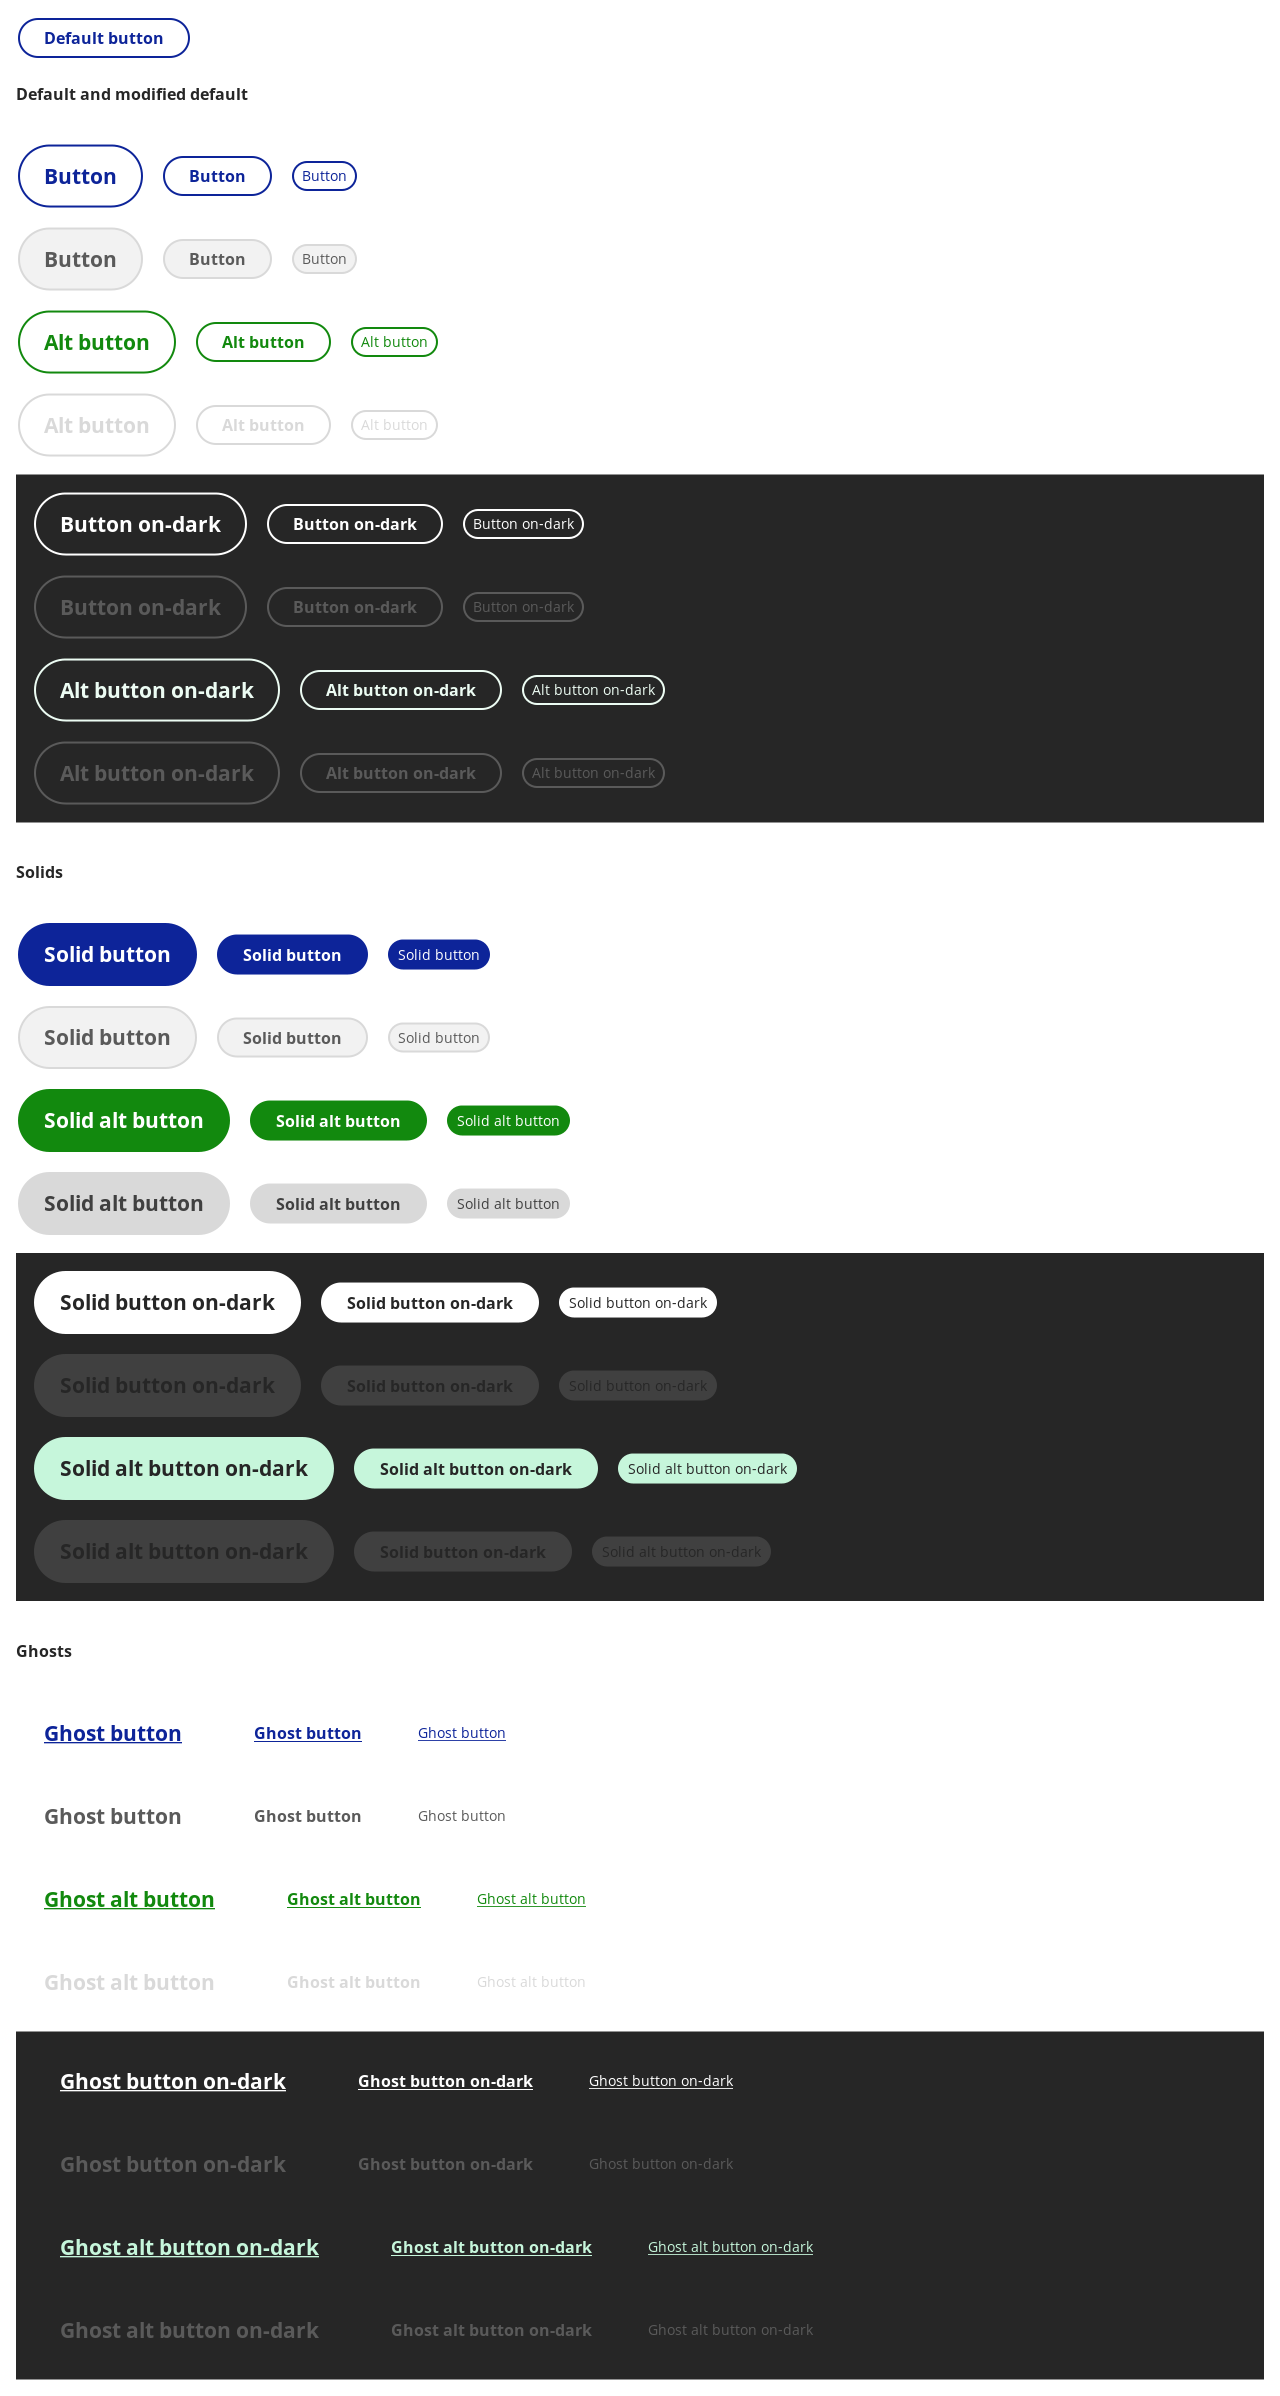 Default button
Default and modified default
Button Button Button
Button Button Button
Alt button Alt button Alt button
Alt button Alt button Alt button
Button on-dark Button on-dark Button on-dark
Button on-dark Button on-dark Button on-dark
Alt button on-dark Alt button on-dark Alt button on-dark
Alt button on-dark Alt button on-dark Alt button on-dark
Solids
Solid button Solid button Solid button
Solid button Solid button Solid button
Solid alt button Solid alt button Solid alt button
Solid alt button Solid alt button Solid alt button
Solid button on-dark Solid button on-dark Solid button on-dark
Solid button on-dark Solid button on-dark Solid button on-dark
Solid alt button on-dark Solid alt button on-dark Solid alt button on-dark
Solid alt button on-dark Solid button on-dark Solid alt button on-dark
Ghosts
Ghost button Ghost button Ghost button
Ghost button Ghost button Ghost button
Ghost alt button Ghost alt button Ghost alt button
Ghost alt button Ghost alt button Ghost alt button
Ghost button on-dark Ghost button on-dark Ghost button on-dark
Ghost button on-dark Ghost button on-dark Ghost button on-dark
Ghost alt button on-dark Ghost alt button on-dark Ghost alt button on-dark
Ghost alt button on-dark Ghost alt button on-dark Ghost alt button on-dark